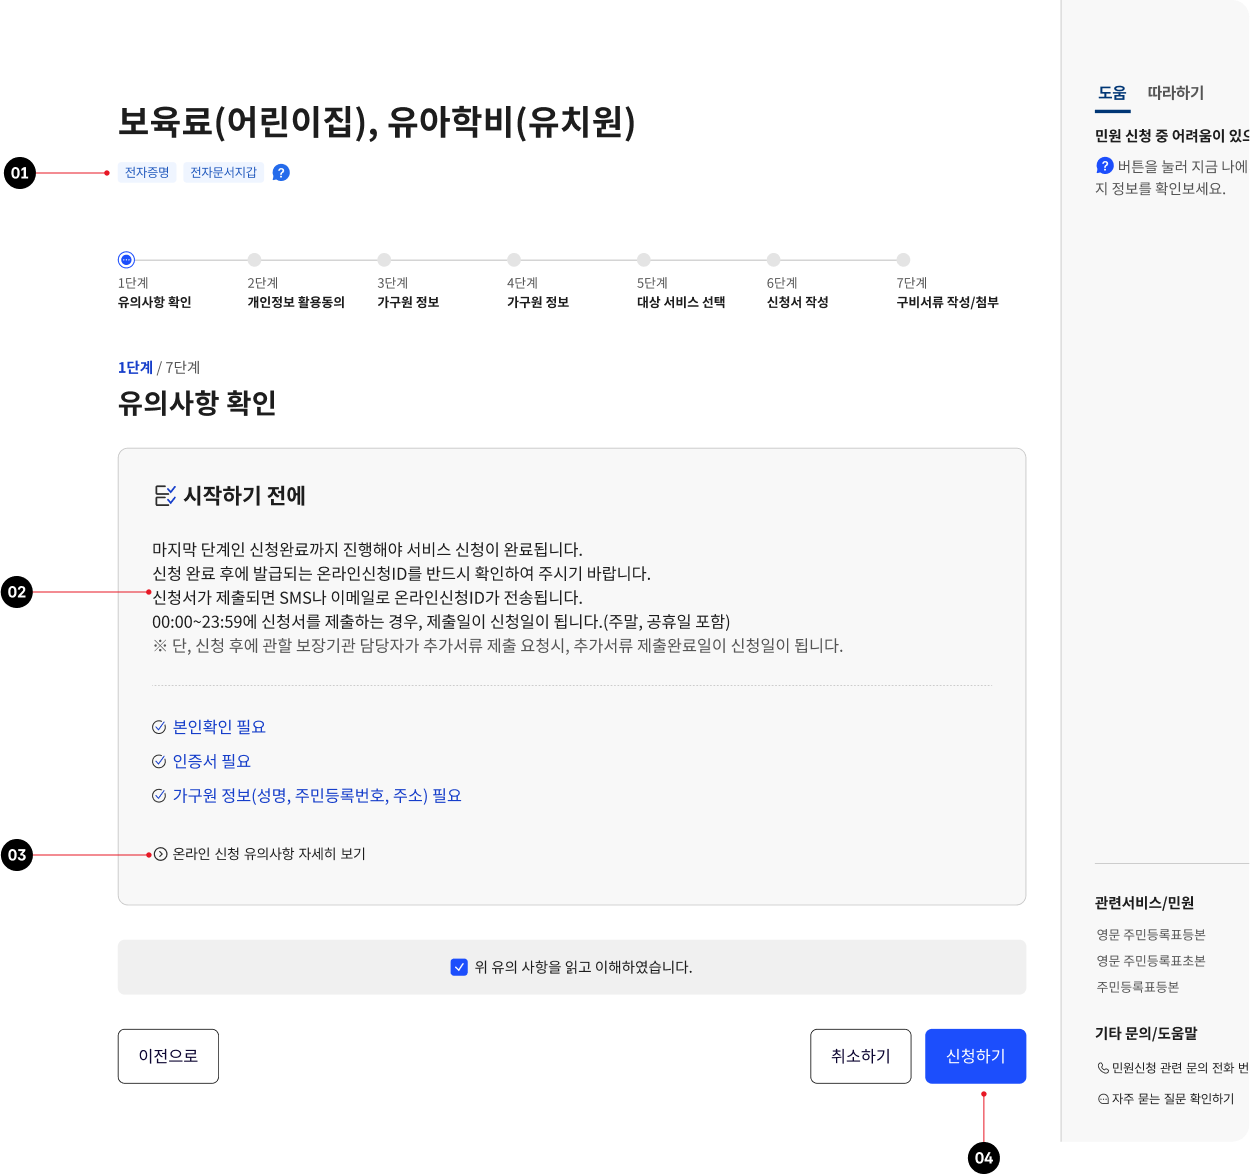 보육료(어린이집), 유아학비(유치원)
01
전자증명 전자문서지갑 ?
1단계
유의사항 확인
2단계
개인정보 활용동의
3단계
가구원 정보
4단계
가구원 정보
5단계
대상 서비스 선택
6단계
신청서 작성
7단계
구비서류 작성/첨부
1단계 / 7단계
유의사항 확인
시작하기 전에
마지막 단계인 신청완료까지 진행해야 서비스 신청이 완료됩니다.
신청 완료 후에 발급되는 온라인신청ID를 반드시 확인하여 주시기 바랍니다.
02
신청서가 제출되면 SMS나 이메일로 온라인신청ID가 전송됩니다.
00:00~23:59에 신청서를 제출하는 경우, 제출일이 신청일이 됩니다.(주말, 공휴일 포함)
※ 단, 신청 후에 관할 보장기관 담당자가 추가서류 제출 요청시, 추가서류 제출완료일이 신청일이 됩니다.
본인확인 필요
인증서 필요
가구원 정보(성명, 주민등록번호, 주소) 필요
03
온라인 신청 유의사항 자세히 보기
위 유의 사항을 읽고 이해하였습니다.
이전으로
취소하기
신청하기
04
도움 따라하기
민원 신청 중 어려움이 있으
? 버튼을 눌러 지금 나에
지 정보를 확인보세요.
관련서비스/민원
영문 주민등록표등본
영문 주민등록표초본
주민등록표등본
기타 문의/도움말
민원신청 관련 문의 전화 번
자주 묻는 질문 확인하기